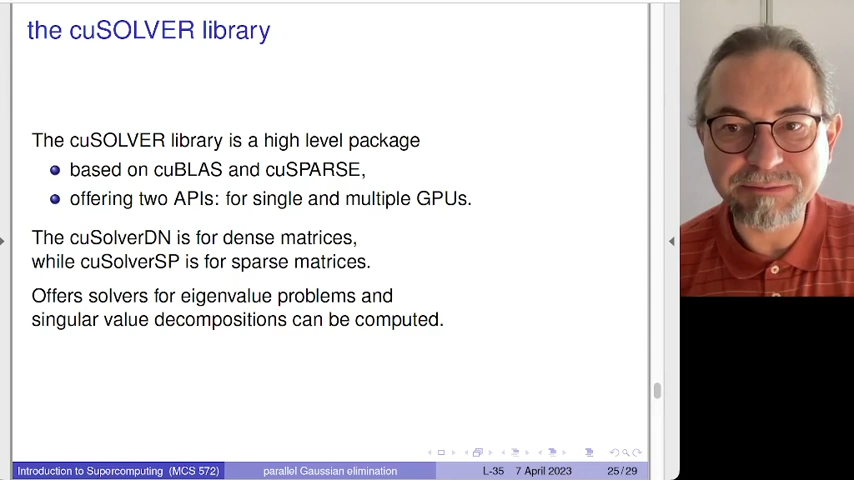 the cuSOLVER library
The cuSOLVER library is a high level package
based on cuBLAS and cuSPARSE,
offering two APIs: for single and multiple GPUs.
The cuSolverDN is for dense matrices,
while cuSolverSP is for sparse matrices.
Offers solvers for eigenvalue problems and
singular value decompositions can be computed.
Introduction to Supercomputing (MCS 572) parallel Gaussian elimination L-35 7 April 2023 25/29